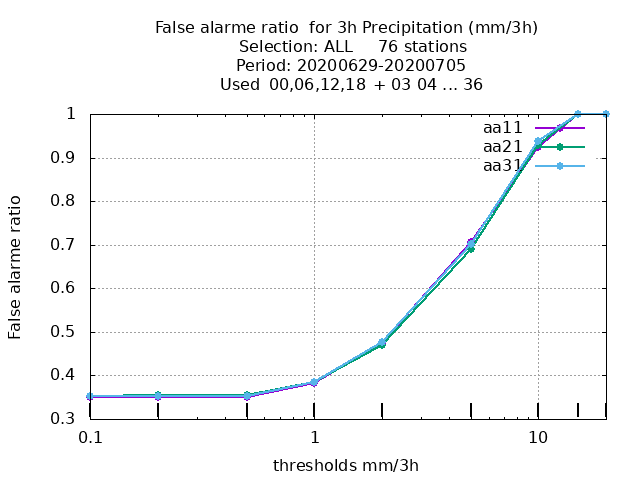 False alarme ratio  for 3h Precipitation (mm/3h)
Selection: ALL     76 stations
Period: 20200629-20200705
Used  00,06,12,18  + 03 04 ... 36
False alarme ratio
1
0.9
0.8
0.7
0.6
0.5
0.4
0.3
0.1
1
10
thresholds mm/3h
aa11
aa21
aa31